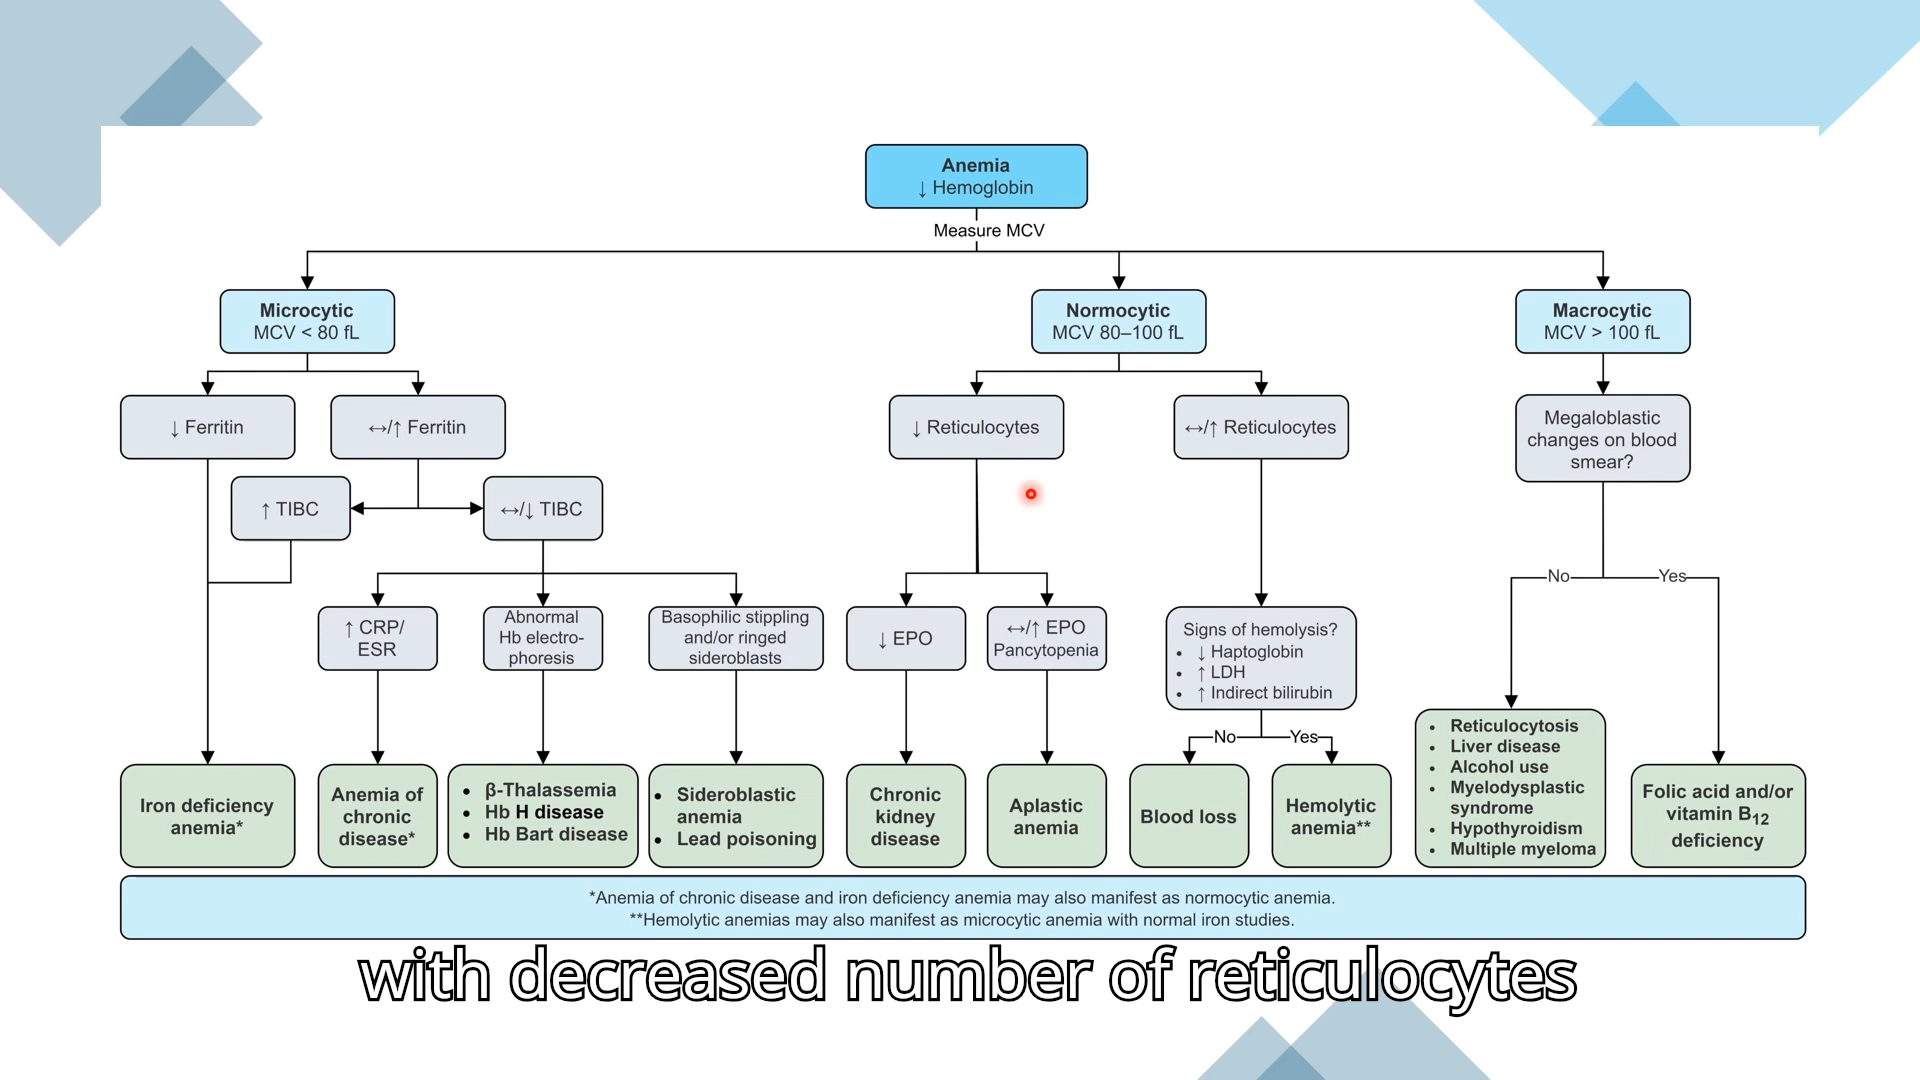 Anemia
↓ Hemoglobin
Measure MCV
Microcytic
MCV < 80 fL
Normocytic
MCV 80–100 fL
Macrocytic
MCV > 100 fL
↓ Ferritin
↔/↑ Ferritin
↓ Reticulocytes
↔/↑ Reticulocytes
Megaloblastic
changes on blood
smear?
↑ TIBC
↔/↓ TIBC
No
Yes
↑ CRP/
ESR
Abnormal
Hb electro-
phoresis
Basophilic stippling
and/or ringed
sideroblasts
↓ EPO
↔/↑ EPO
Pancytopenia
Signs of hemolysis?
• ↓ Haptoglobin
• ↑ LDH
• ↑ Indirect bilirubin
No
Yes
Iron deficiency
anemia*
Anemia of
chronic
disease*
• β-Thalassemia
• Hb H disease
• Hb Bart disease
• Sideroblastic
anemia
• Lead poisoning
Chronic
kidney
disease
Aplastic
anemia
Blood loss
Hemolytic
anemia**
• Reticulocytosis
• Liver disease
• Alcohol use
• Myelodysplastic
syndrome
• Hypothyroidism
• Multiple myeloma
Folic acid and/or
vitamin B12
deficiency
*Anemia of chronic disease and iron deficiency anemia may also manifest as normocytic anemia.
**Hemolytic anemias may also manifest as microcytic anemia with normal iron studies.
with decreased number of reticulocytes